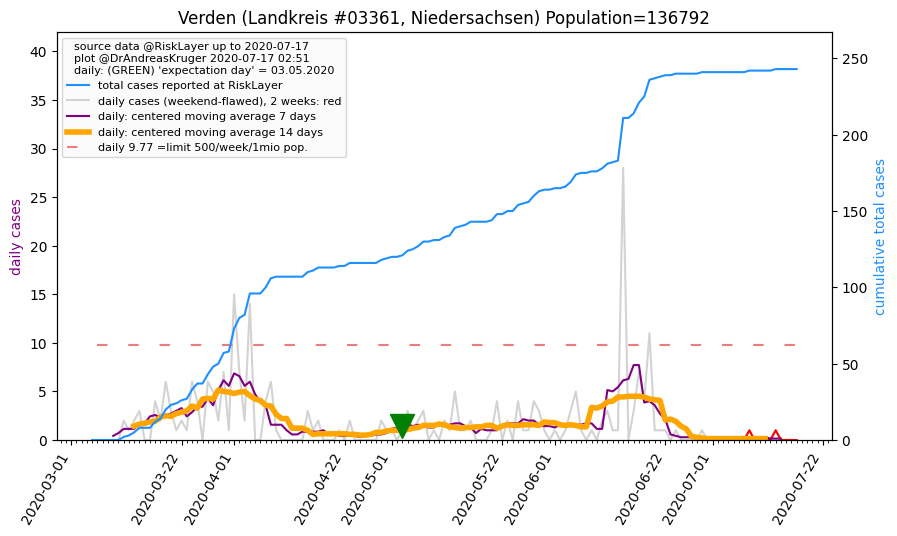 Verden (Landkreis #03361, Niedersachsen) Population=136792
source data @RiskLayer up to 2020-07-17
plot @DrAndreasKruger 2020-07-17 02:51
daily: (GREEN) 'expectation day' = 03.05.2020
total cases reported at RiskLayer
daily cases (weekend-flawed), 2 weeks: red
daily: centered moving average 7 days
daily: centered moving average 14 days
daily 9.77 =limit 500/week/1mio pop.
daily cases
40
35
30
25
20
15
10
5
0
cumulative total cases
250
200
150
100
50
0
2020-03-01
2020-03-22
2020-04-01
2020-04-22
2020-05-01
2020-05-22
2020-06-01
2020-06-22
2020-07-01
2020-07-22